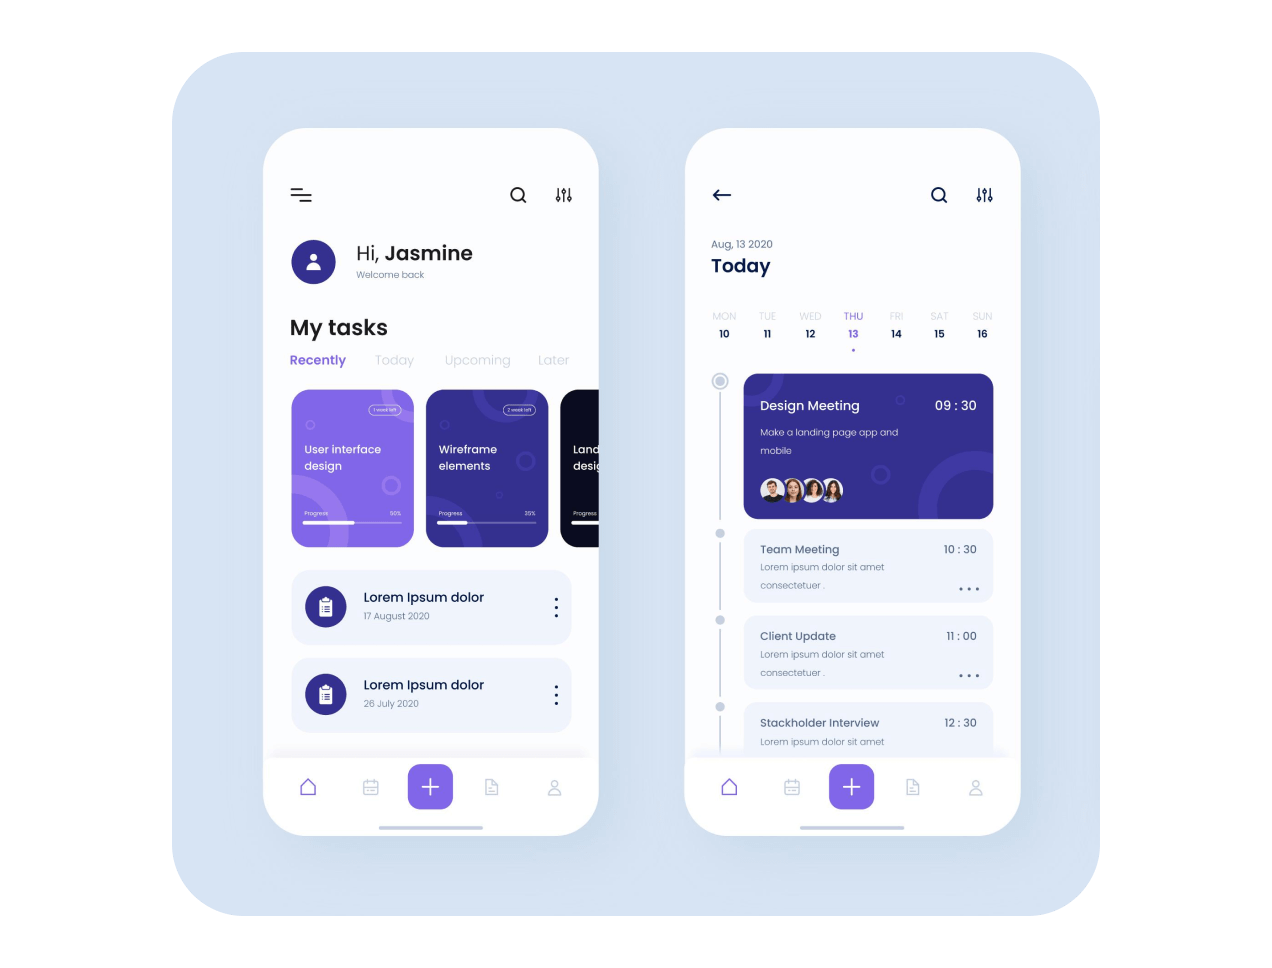 Hi, Jasmine
Welcome back
My tasks
Recently Today Upcoming Later
1 week left
User interface
design
Progress 50%
2 week left
Wireframe
elements
Progress 35%
Land
desig
Progress
Lorem Ipsum dolor
17 August 2020
Lorem Ipsum dolor
26 July 2020
Aug, 13 2020
Today
MON TUE WED THU FRI SAT SUN
10 11 12 13 14 15 16
Design Meeting 09 : 30
Make a landing page app and
mobile
Team Meeting 10 : 30
Lorem ipsum dolor sit amet
consectetuer .
Client Update 11 : 00
Lorem ipsum dolor sit amet
consectetuer .
Stackholder Interview 12 : 30
Lorem ipsum dolor sit amet